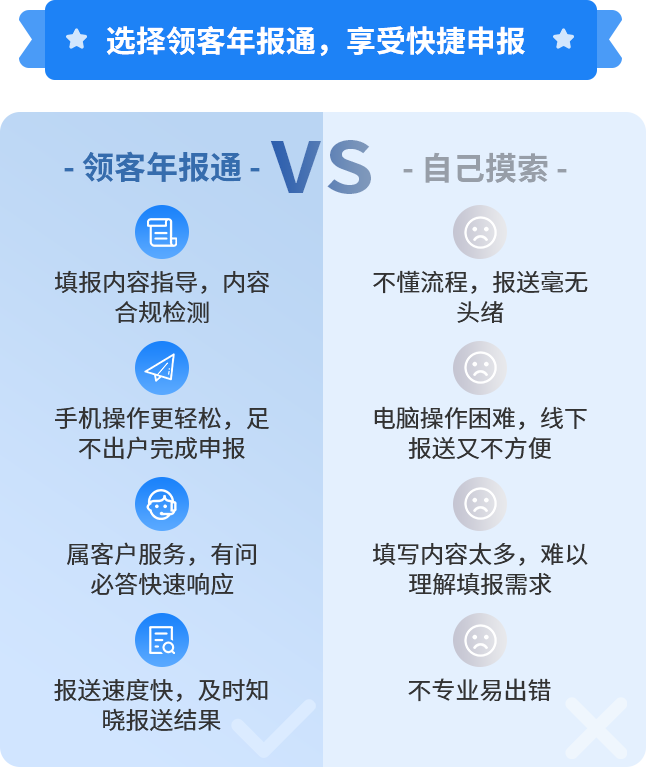 选择领客年报通，享受快捷申报
- 领客年报通 -
VS
- 自己摸索 -
填报内容指导，内容
合规检测
不懂流程，报送毫无
头绪
手机操作更轻松，足
不出户完成申报
电脑操作困难，线下
报送又不方便
属客户服务，有问
必答快速响应
填写内容太多，难以
理解填报需求
报送速度快，及时知
晓报送结果
不专业易出错